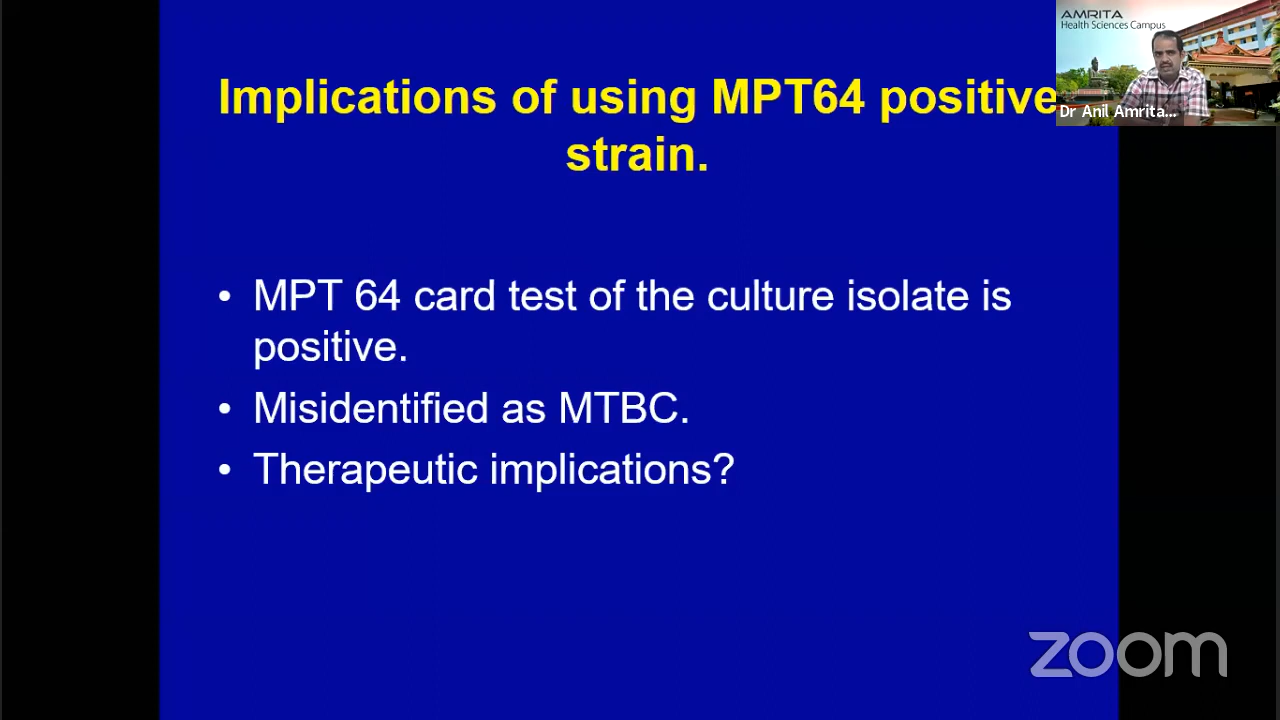 AMRITA
Health Sciences Campus
Dr Anil Amrita...
Implications of using MPT64 positive
strain.
• MPT 64 card test of the culture isolate is
positive.
• Misidentified as MTBC.
• Therapeutic implications?
zoom